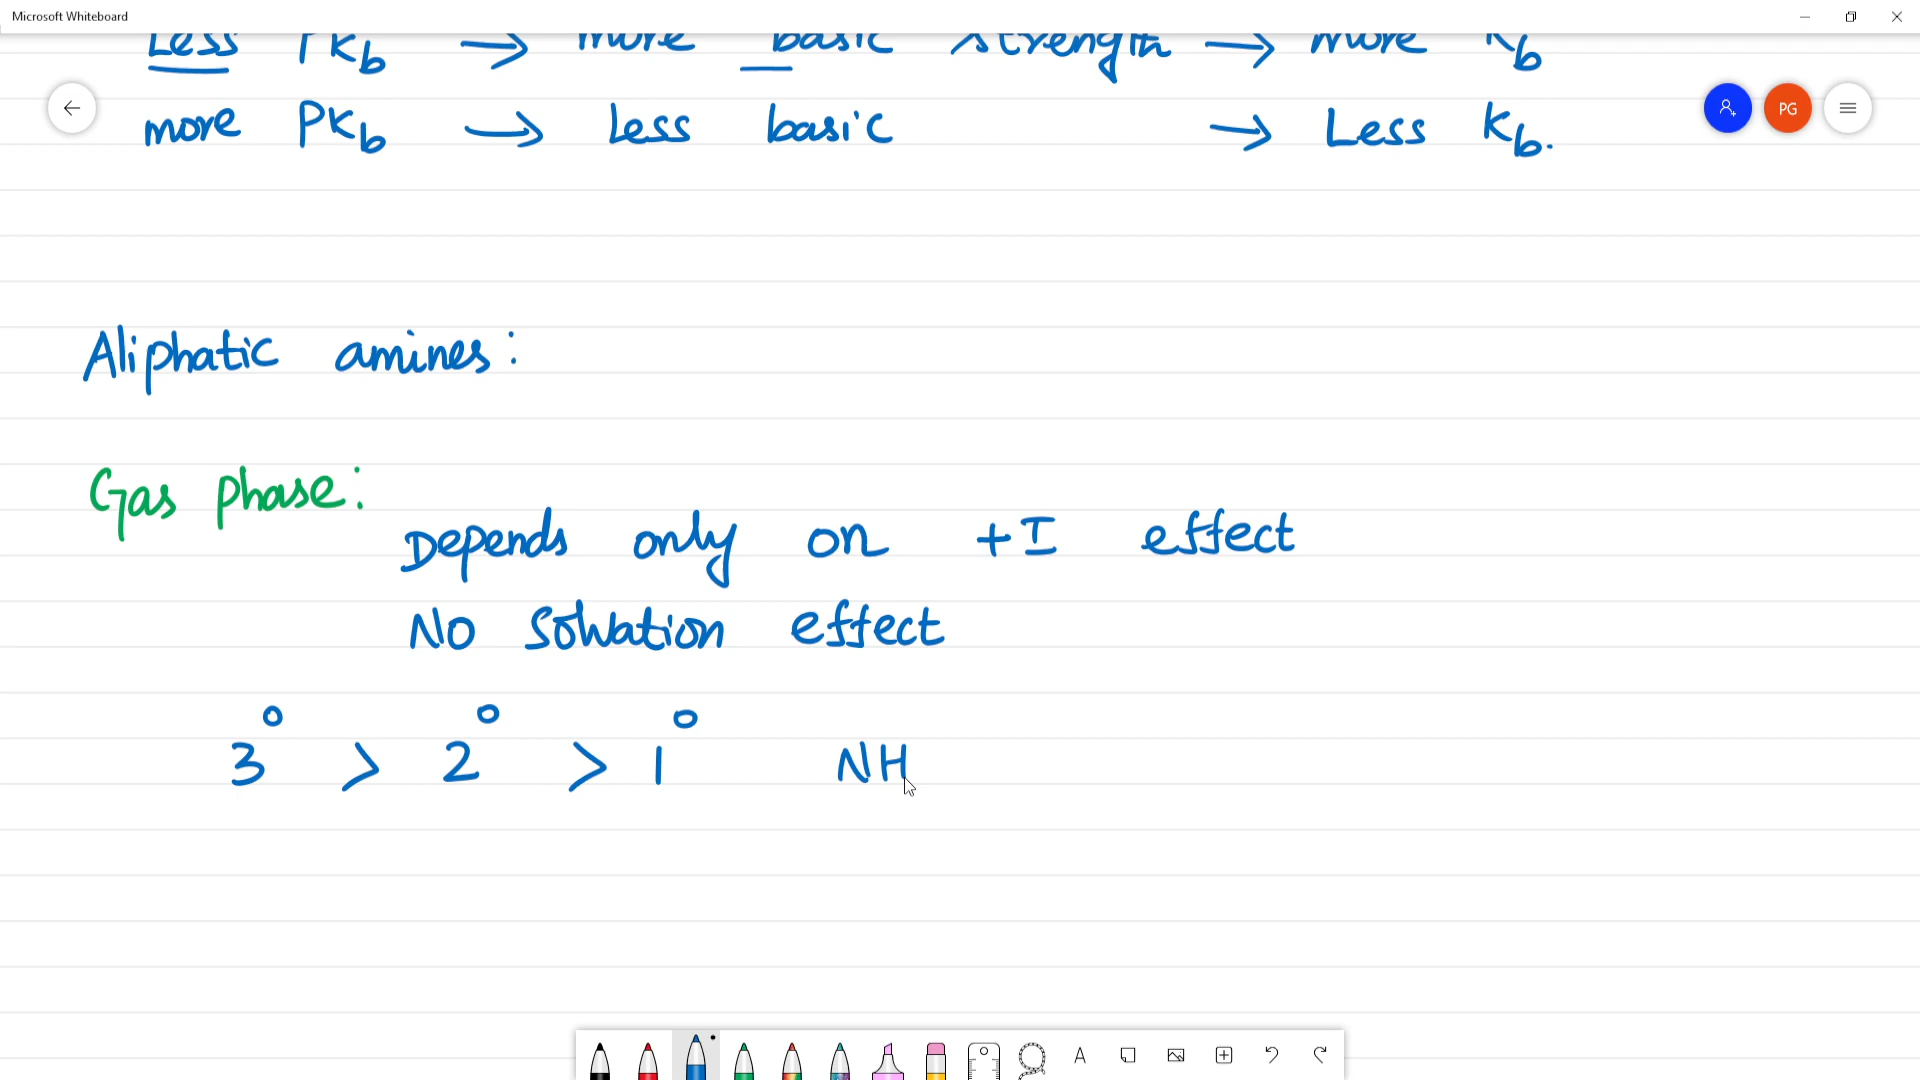 Microsoft Whiteboard
Less PKb → more basic strength → more Kb
more PKb → Less basic → Less Kb.
PG
Aliphatic amines:
Gas phase:
Depends only on +I effect
No solvation effect
3° > 2° > 1° NH
A